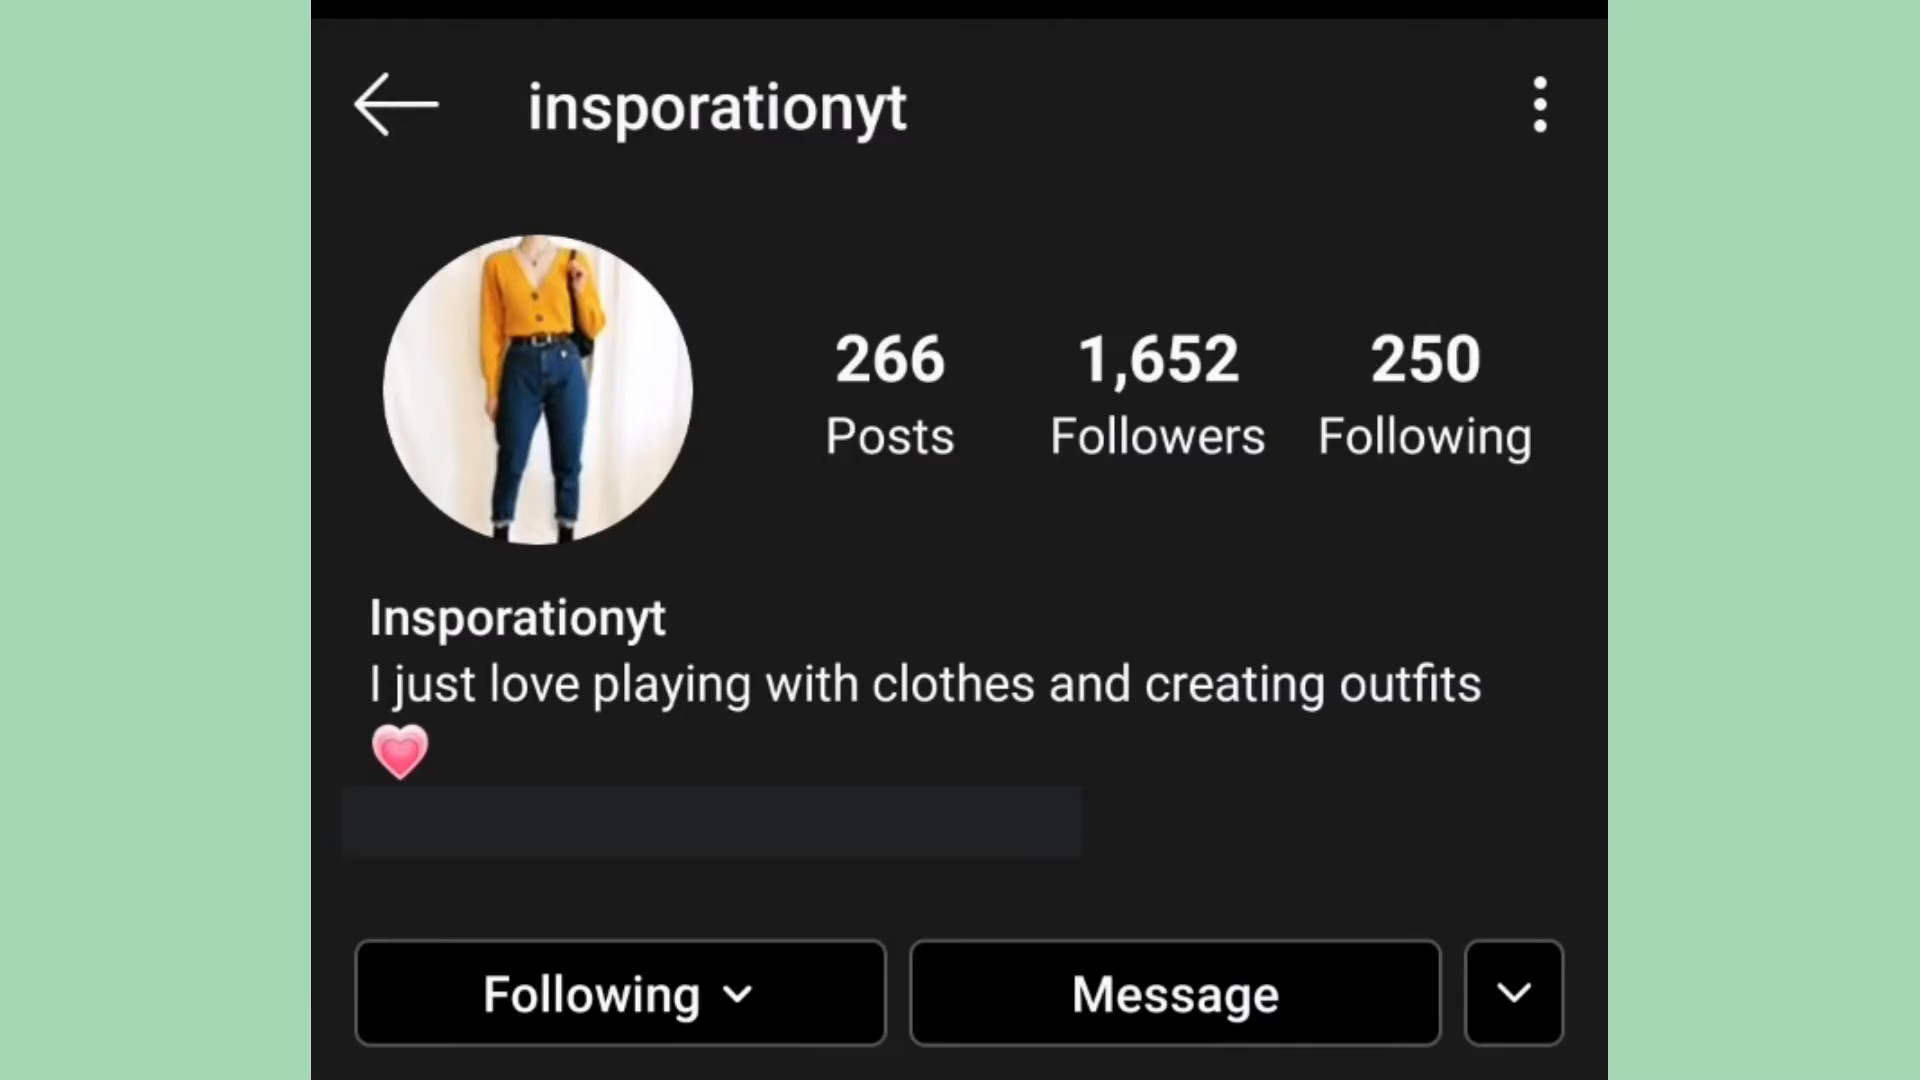 insporationyt
266 1,652 250
Posts Followers Following
Insporationyt
I just love playing with clothes and creating outfits
💗
Following Message